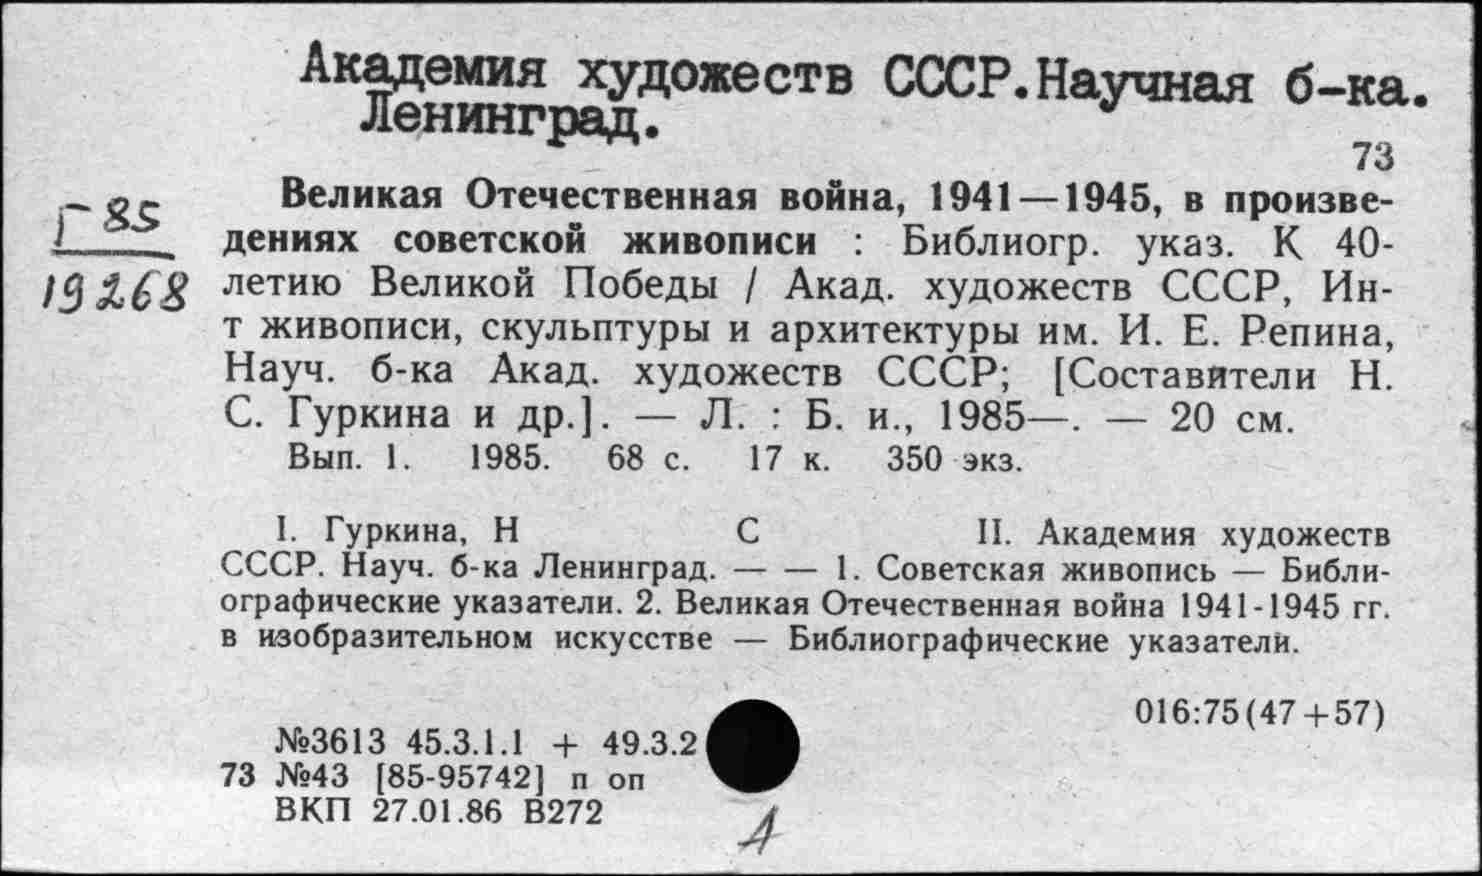 Академия художеств СССР. Научная б-ка.
Ленинград.
73
Г 85
19268
Великая Отечественная война, 1941—1945, в произве-
дениях советской живописи : Библиогр. указ. К 40-
летию Великой Победы / Акад. художеств СССР, Ин-
т живописи, скульптуры и архитектуры им. И. Е. Репина,
Науч. б-ка Акад. художеств СССР; [Составители Н.
С. Гуркина и др.]. — Л. : Б. и., 1985—. — 20 см.
Вып. 1. 1985. 68 с. 17 к. 350 экз.
I. Гуркина, Н С II. Академия художеств
СССР. Науч. б-ка Ленинград. — — 1. Советская живопись — Библи-
ографические указатели. 2. Великая Отечественная война 1941-1945 гг.
в изобразительном искусстве — Библиографические указатели.
016:75(47+57)
№3613 45.3.1.1 + 49.3.2
73 №43 [85-95742] п оп
ВКП 27.01.86 В272
А